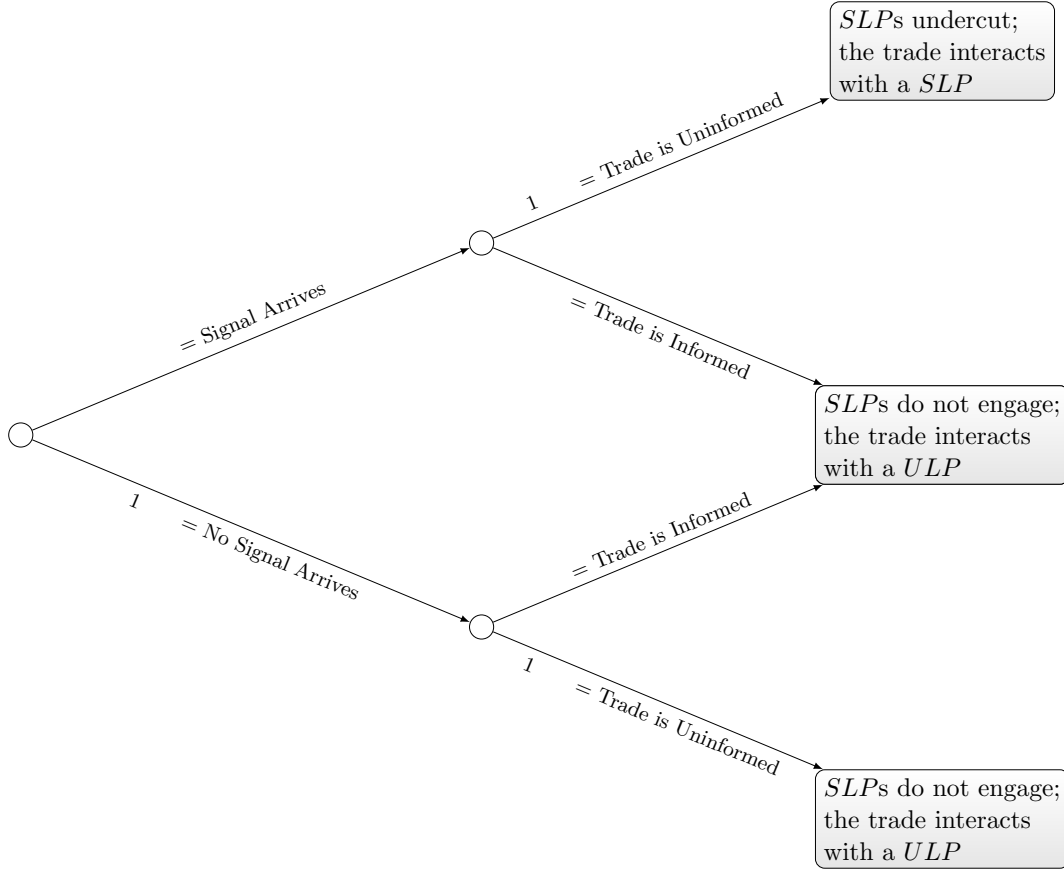 SLPs undercut;
the trade interacts
with a SLP
1 = Trade is Uninformed
= Signal Arrives
= Trade is Informed
SLPs do not engage;
the trade interacts
with a ULP
1 = No Signal Arrives
= Trade is Informed
1 = Trade is Uninformed
SLPs do not engage;
the trade interacts
with a ULP